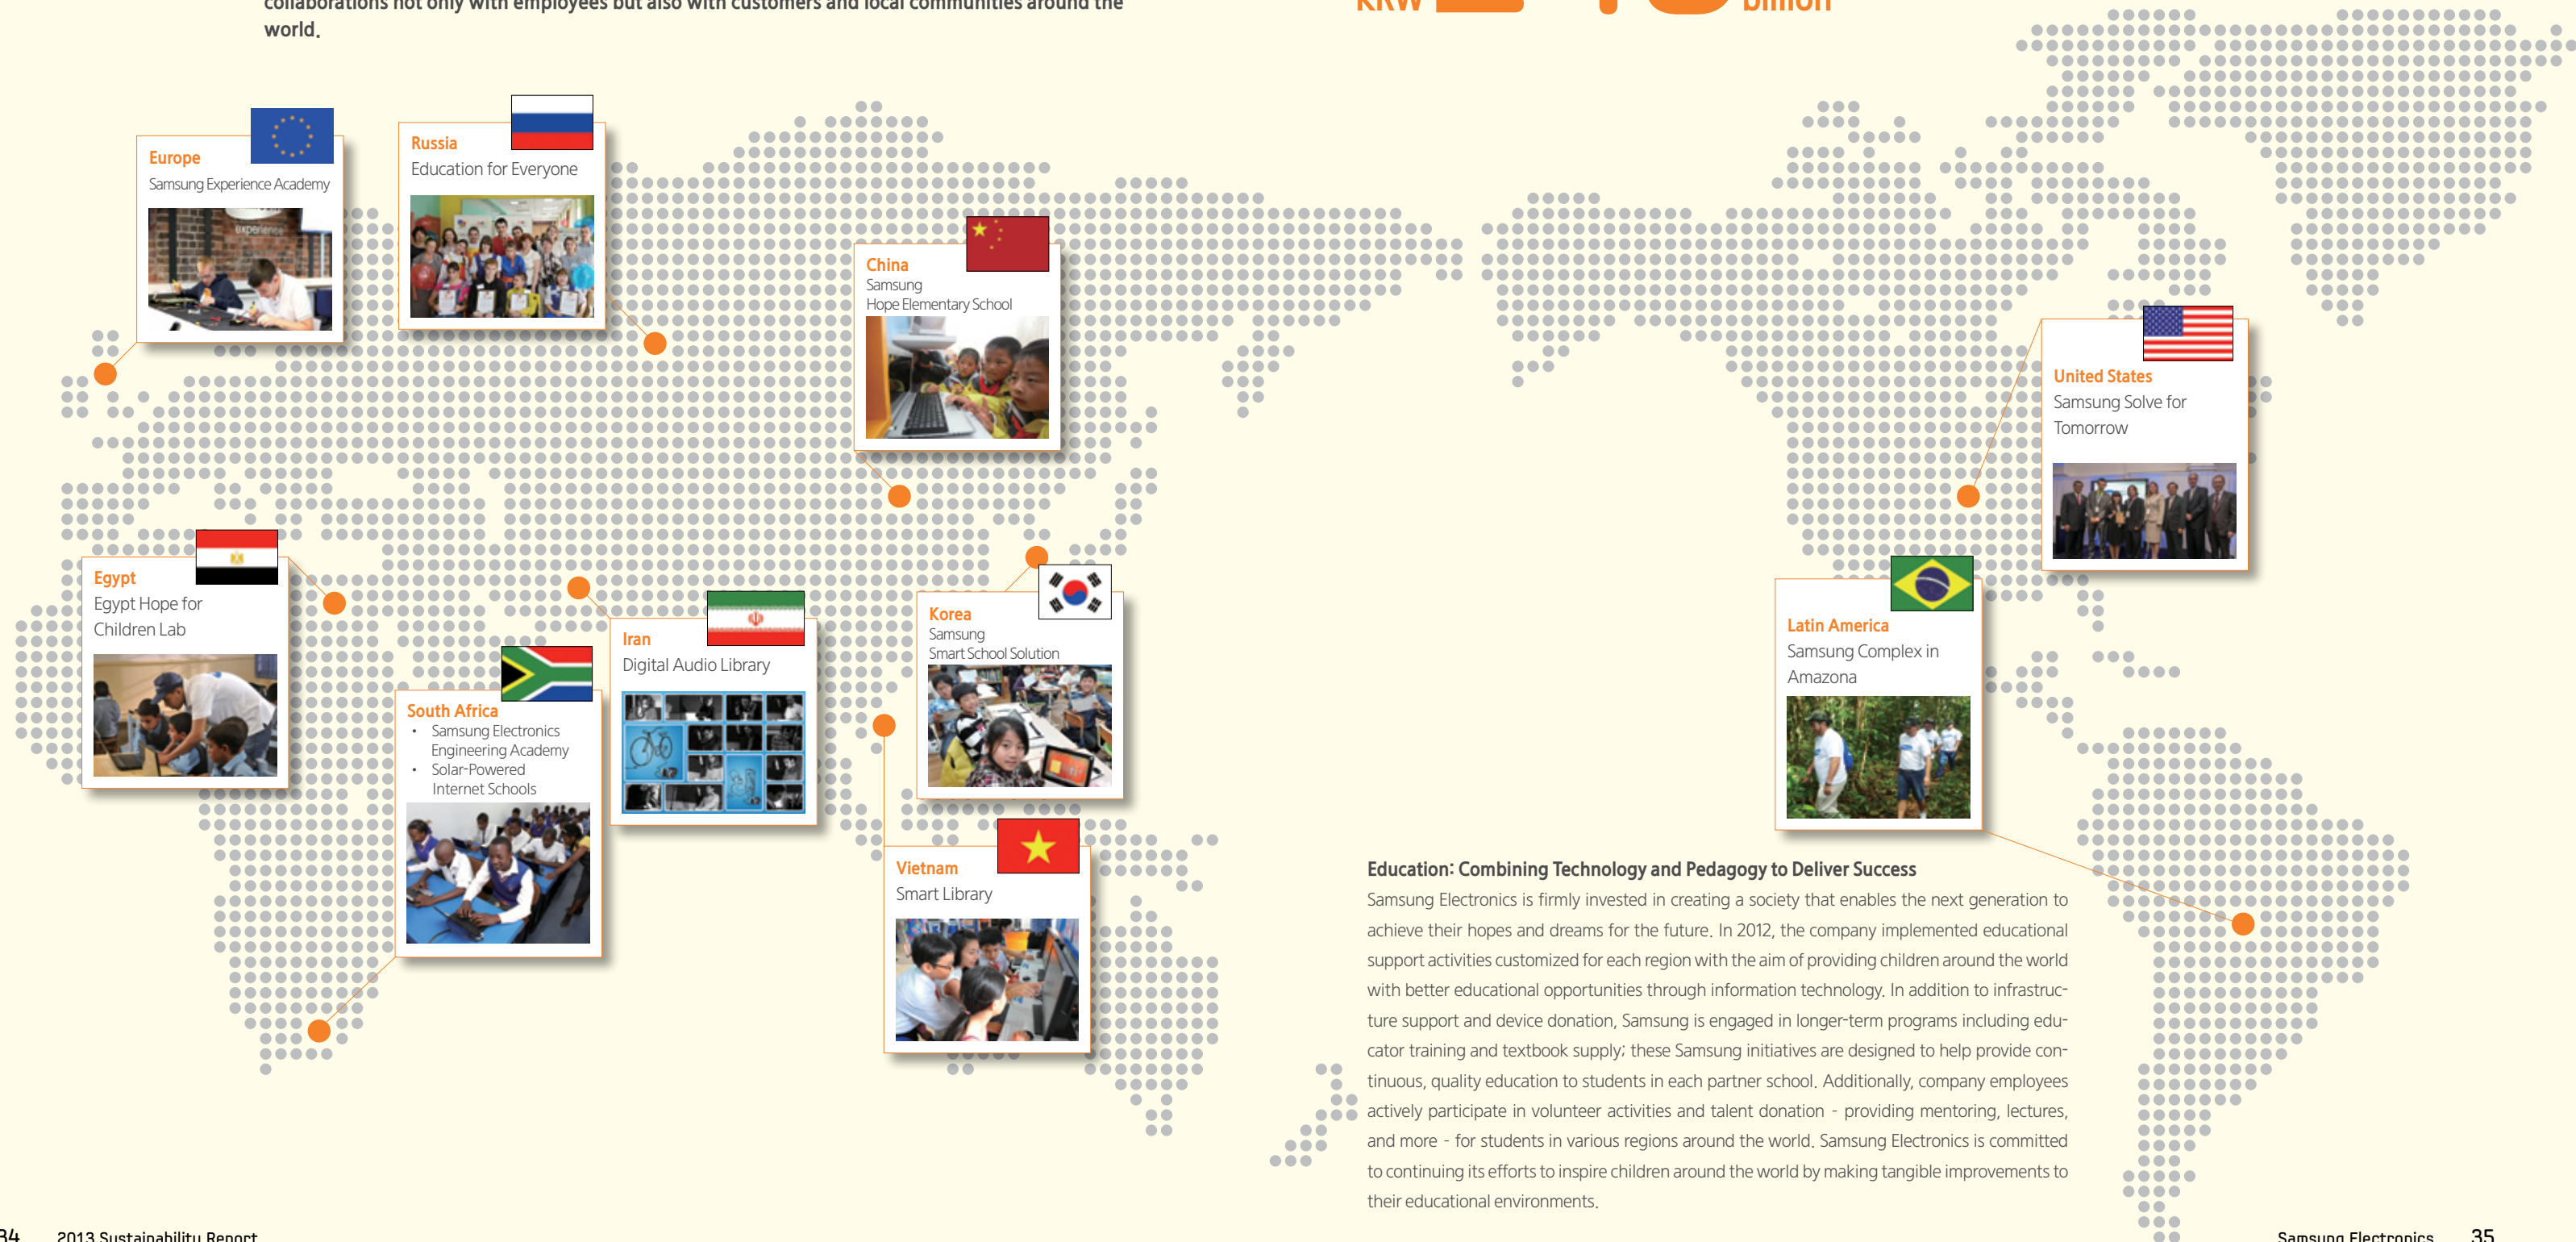 collaborations not only with employees but also with customers and local communities around the
world.
KRW
billion
Europe
Samsung Experience Academy
experience
Russia
Education for Everyone
China
Samsung
Hope Elementary School
United States
Samsung Solve for
Tomorrow
Egypt
Egypt Hope for
Children Lab
South Africa
• Samsung Electronics
Engineering Academy
• Solar-Powered
Internet Schools
Iran
Digital Audio Library
Korea
Samsung
Smart School Solution
Vietnam
Smart Library
Latin America
Samsung Complex in
Amazona
Education: Combining Technology and Pedagogy to Deliver Success
Samsung Electronics is firmly invested in creating a society that enables the next generation to
achieve their hopes and dreams for the future. In 2012, the company implemented educational
support activities customized for each region with the aim of providing children around the world
with better educational opportunities through information technology. In addition to infrastruc-
ture support and device donation, Samsung is engaged in longer-term programs including edu-
cator training and textbook supply; these Samsung initiatives are designed to help provide con-
tinuous, quality education to students in each partner school. Additionally, company employees
actively participate in volunteer activities and talent donation - providing mentoring, lectures,
and more - for students in various regions around the world. Samsung Electronics is committed
to continuing its efforts to inspire children around the world by making tangible improvements to
their educational environments.
34 2013 Sustainability Report
Samsung Electronics 35